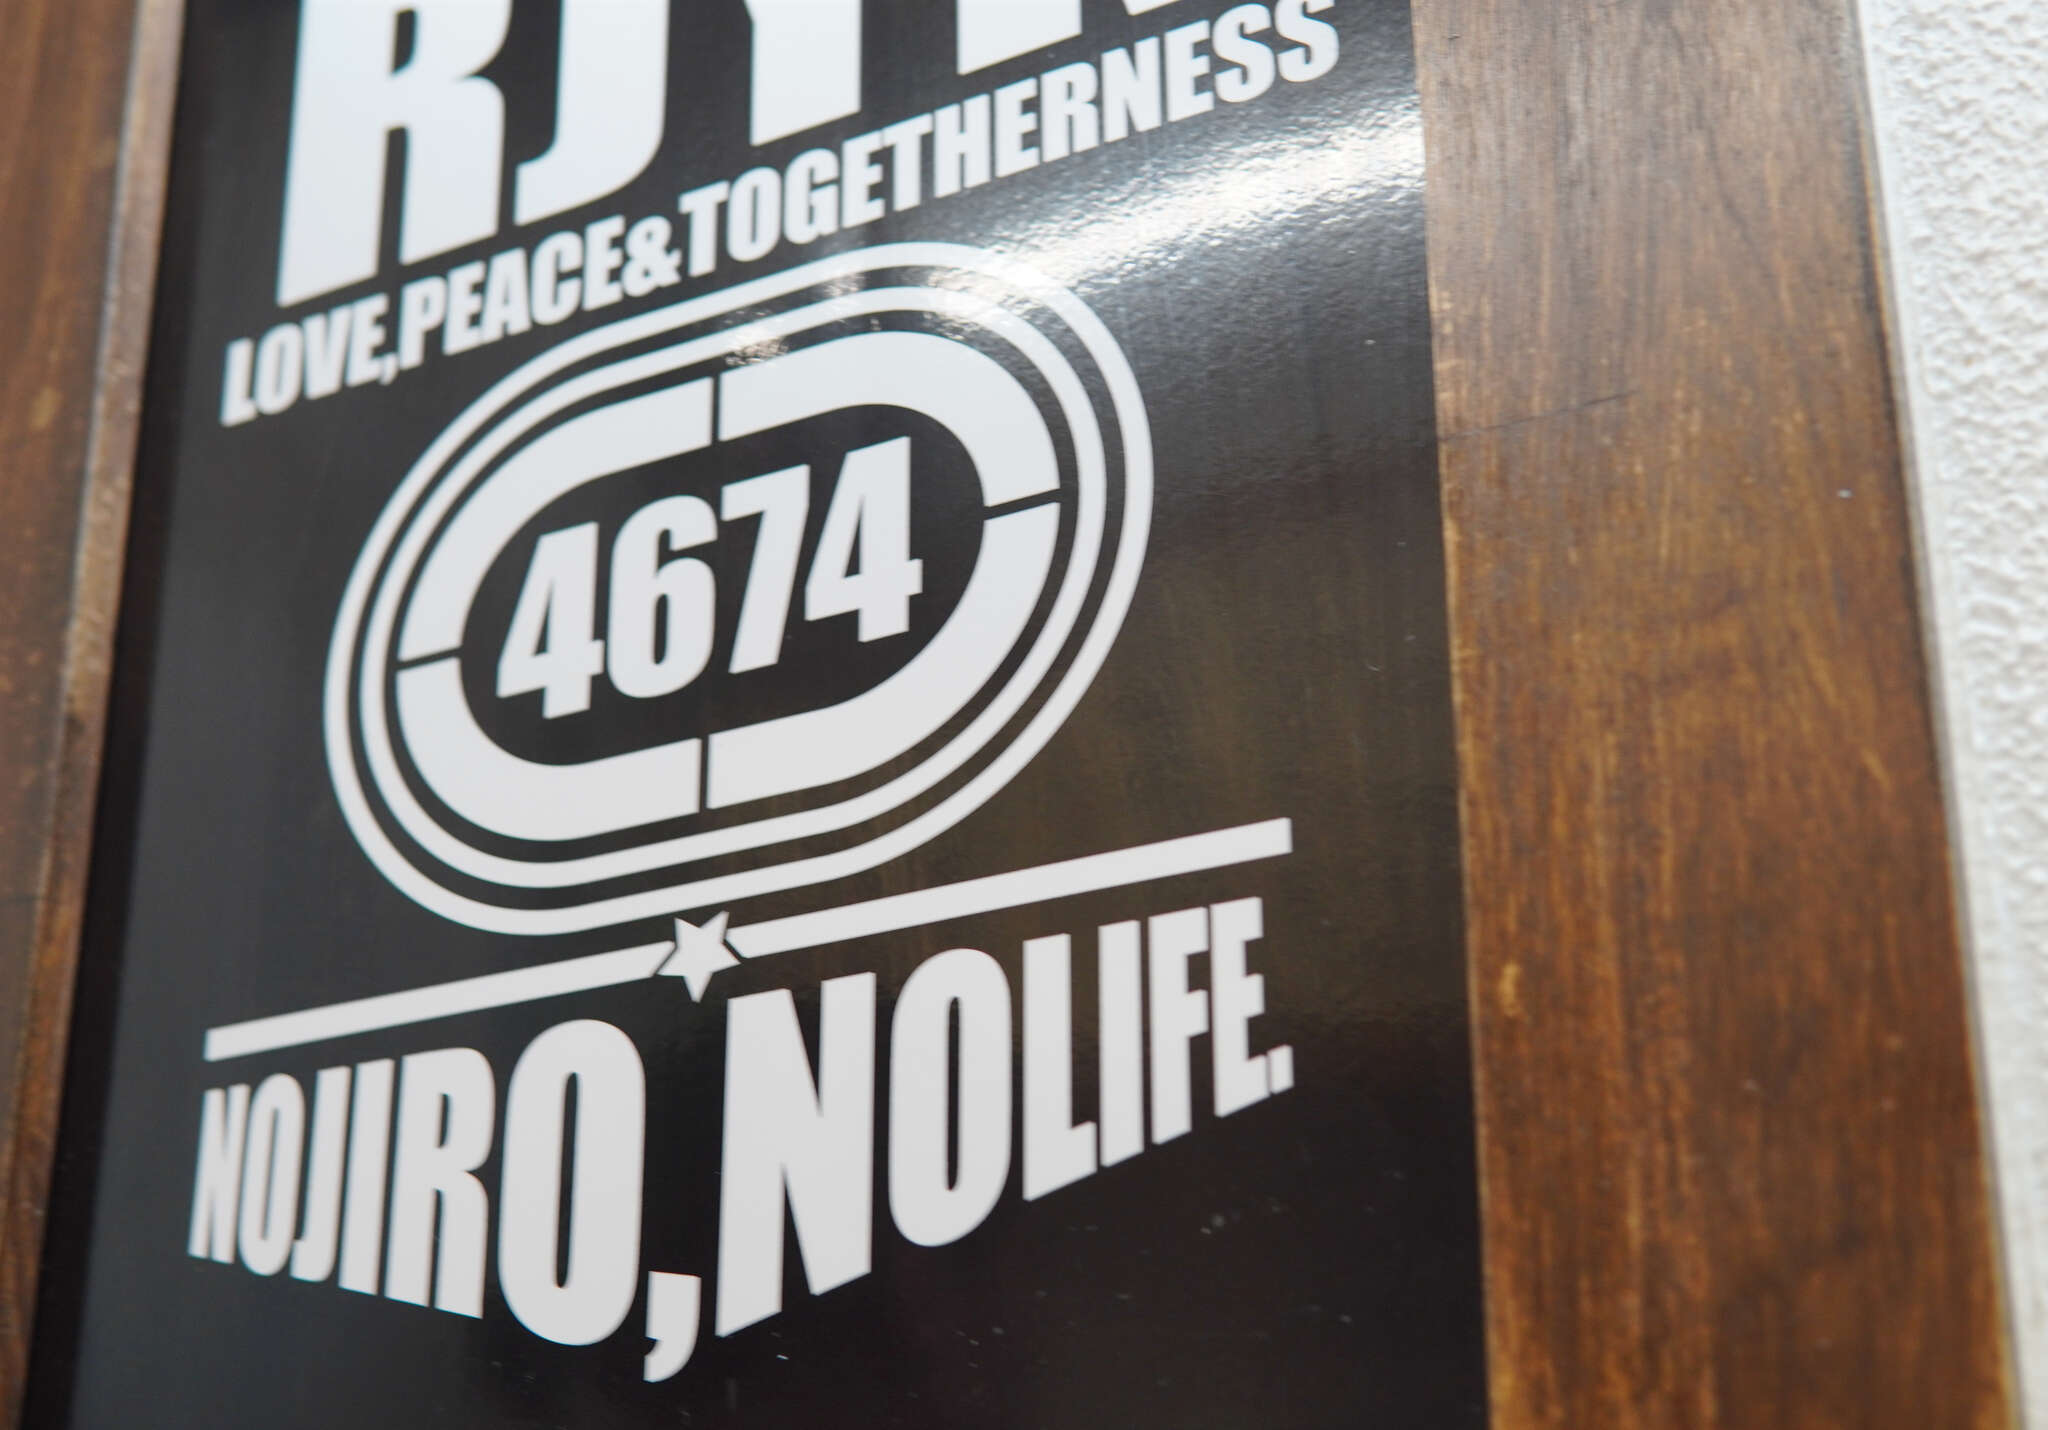 LOVE,PEACE&TOGETHERNESS
4674
NOJIRO,NOLIFE.